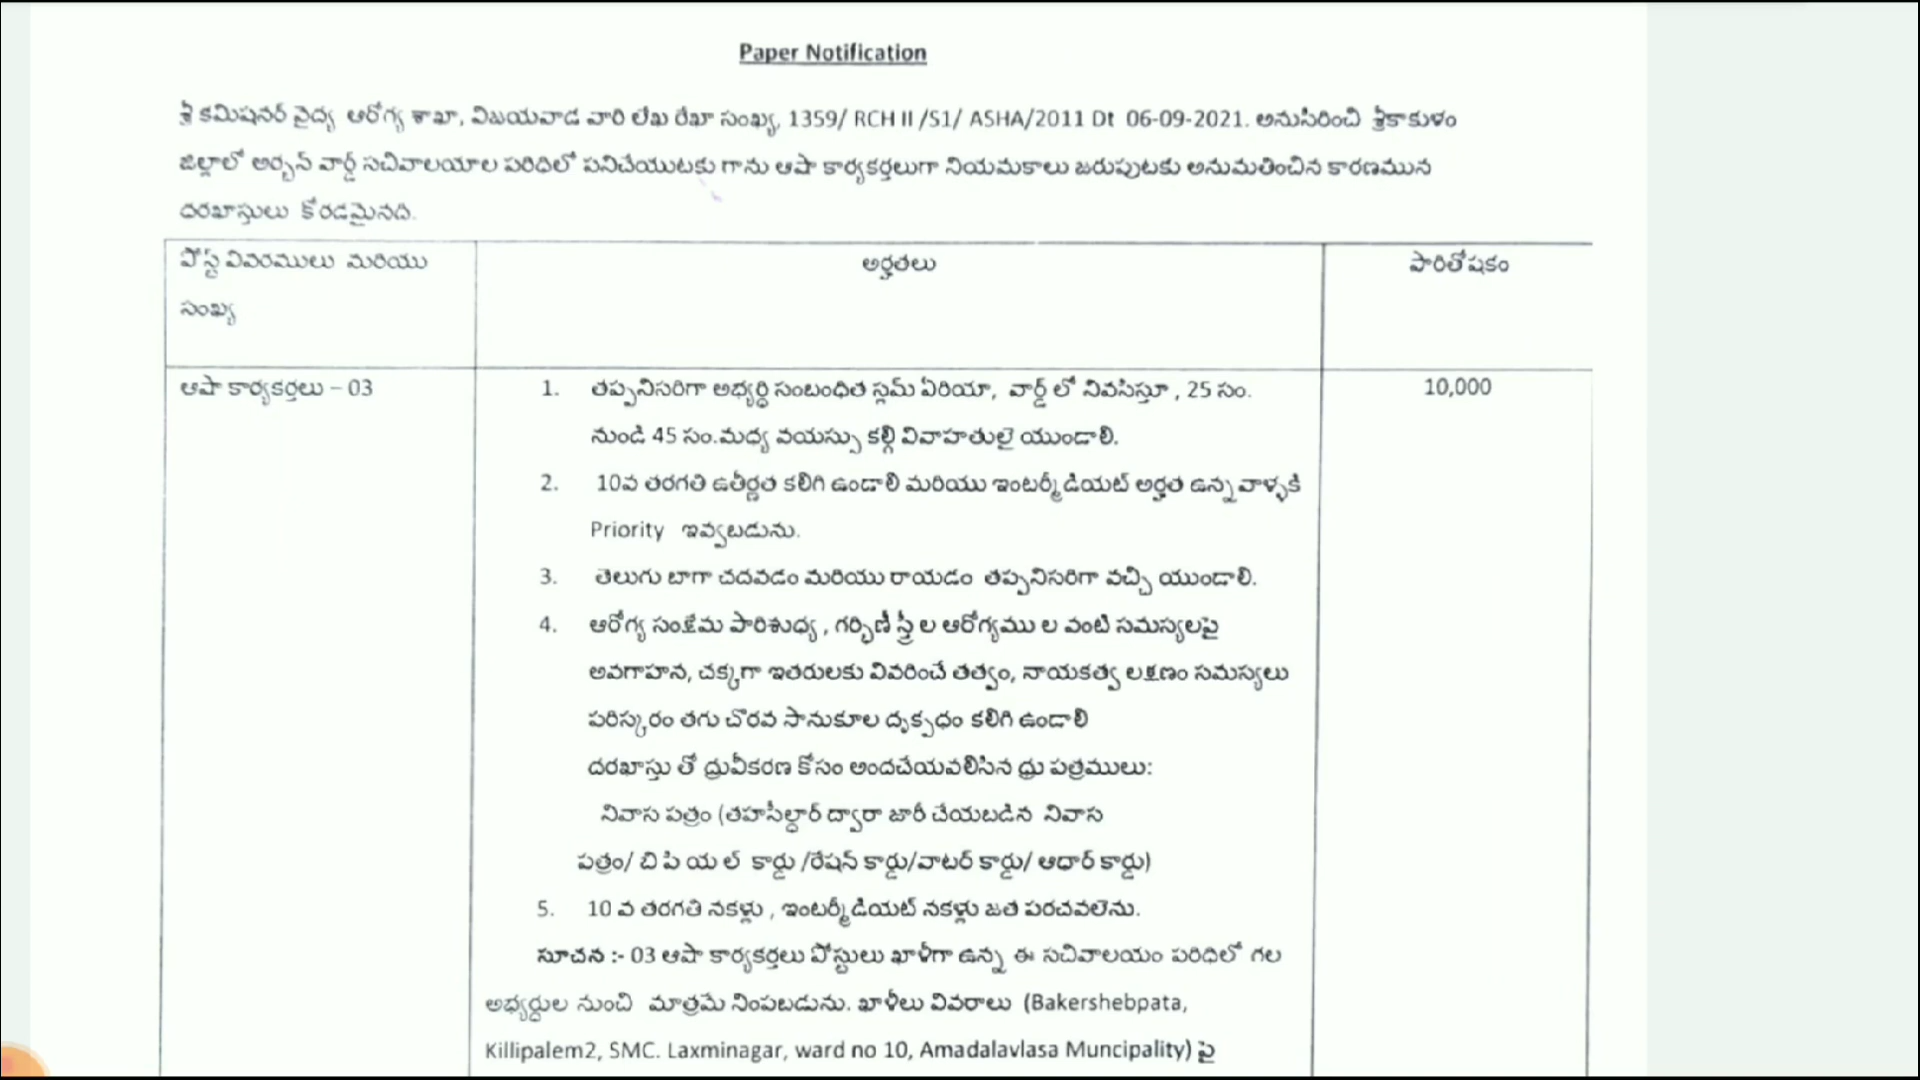 Paper Notification
శ్రీ కమిషనర్ వైద్య ఆరోగ్య శాఖా, విజయవాడ వారి లేఖ రేఖా సంఖ్య, 1359/ RCH II /S1/ ASHA/2011 Dt 06-09-2021. అనుసిరించి శ్రీకాకుళం
జిల్లాలో అర్బన్ వార్డ్ సచివాలయాల పరిధిలో పనిచేయుటకు గాను ఆషా కార్యకర్తలుగా నియమకాలు జరుపుటకు అనుమతించిన కారణమున
దరఖాస్తులు కోరడమైనది.
పోస్ట్ వివరములు మరియు
సంఖ్య
అర్హతలు
పారితోషకం
ఆషా కార్యకర్తలు – 03
1. తప్పనిసరిగా అభ్యర్ధి సంబంధిత స్లమ్ ఏరియా, వార్డ్ లో నివసిస్తూ , 25 సం.
నుండి 45 సం.మధ్య వయస్సు కల్గి వివాహతులై యుండాలి.
2. 10వ తరగతి ఉతీర్ణత కలిగి ఉండాలి మరియు ఇంటర్మీడియట్ అర్హత ఉన్న వాళ్ళకి
Priority ఇవ్వబడును.
3. తెలుగు బాగా చదవడం మరియు రాయడం తప్పనిసరిగా వచ్చి యుండాలి.
4. ఆరోగ్య సంక్షేమ పారిశుధ్య , గర్భిణీ స్త్రీ ల ఆరోగ్యము ల వంటి సమస్యలపై
అవగాహన, చక్కగా ఇతరులకు వివరించే తత్వం, నాయకత్వ లక్షణం సమస్యలు
పరిస్కరం తగు చొరవ సానుకూల దృక్పధం కలిగి ఉండాలి
దరఖాస్తు తో ద్రువీకరణ కోసం అందచేయవలిసిన ధ్రు పత్రములు:
నివాస పత్రం (తహసీల్ధార్ ద్వారా జారీ చేయబడిన నివాస
పత్రం/ బి పి య ల్ కార్డు /రేషన్ కార్డు/వాటర్ కార్డు/ ఆధార్ కార్డు)
5. 10 వ తరగతి నకళ్లు , ఇంటర్మీడియట్ నకళ్లు జత పరచవలెను.
సూచన :- 03 ఆషా కార్యకర్తలు పోస్టులు ఖాళీగా ఉన్న ఈ సచివాలయం పరిధిలో గల
అభ్యర్ధుల నుంచి మాత్రమే నింపబడును. ఖాళీలు వివరాలు (Bakershebpata,
Killipalem2, SMC. Laxminagar, ward no 10, Amadalavlasa Muncipality) పై
10,000